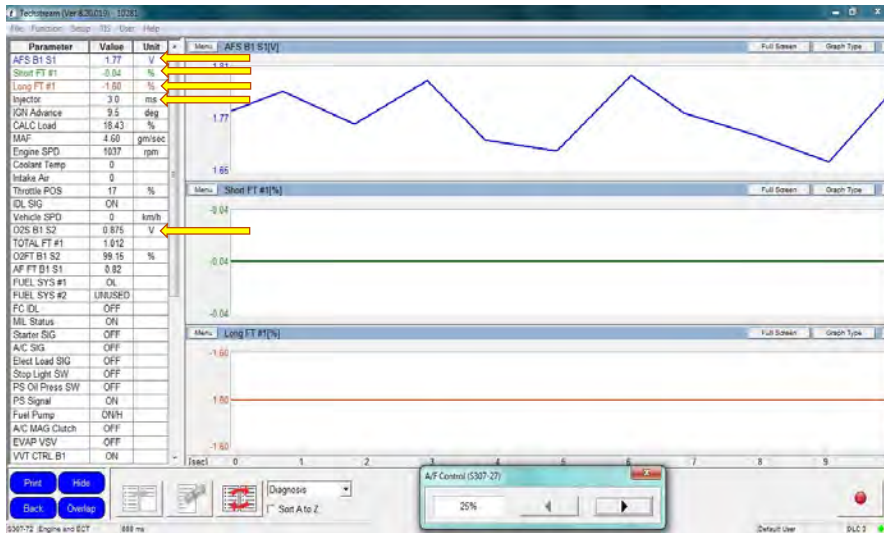 Techstream (Ver 8.20.019) - 10281
File Function Setup TIS User Help
Parameter Value Unit
AFS B1 S1 1.77 V
Short FT #1 -0.04 %
Long FT #1 -1.60 %
Injector 3.0 ms
IGN Advance 9.5 deg
CALC Load 18.43 %
MAF 4.60 gm/sec
Engine SPD 1037 rpm
Coolant Temp 0
Intake Air 0
Throttle POS 17 %
IDL SIG ON
Vehicle SPD 0 km/h
O2S B1 S2 0.875 V
TOTAL FT #1 1.012
O2FT B1 S2 99.16 %
AF FT B1 S1 0.82
FUEL SYS #1 OL
FUEL SYS #2 UNUSED
FC IDL OFF
MIL Status ON
Starter SIG OFF
A/C SIG OFF
Elect Load SIG OFF
Stop Light SW OFF
PS Oil Press SW OFF
PS Signal ON
Fuel Pump ON/H
A/C MAG Clutch OFF
EVAP VSV OFF
VVT CTRL B1 ON
Menu AFS B1 S1[V] Full Screen Graph Type
1.77
1.65
Menu Short FT #1[%] Full Screen Graph Type
-0.04
-0.04
-0.04
Menu Long FT #1[%] Full Screen Graph Type
-1.60
-1.60
-1.60
[sec] 0 1 2 3 4 5 6 7 8 9
Print Hide
Back Overlap
Diagnosis
Sort A to Z
A/F Control (S307-27)
25%
S307-72 Engine and ECT 888 ms Default User DLC 3